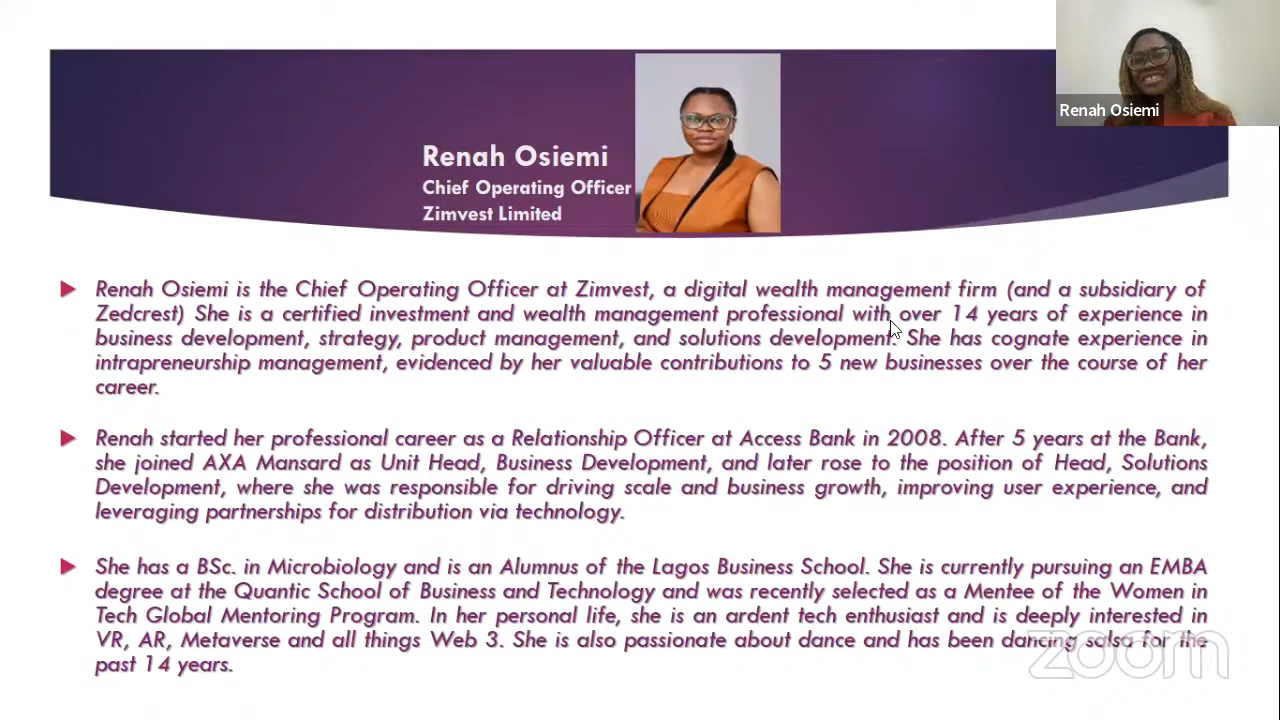 Renah Osiemi
Renah Osiemi
Chief Operating Officer
Zimvest Limited
Renah Osiemi is the Chief Operating Officer at Zimvest, a digital wealth management firm (and a subsidiary of
Zedcrest) She is a certified investment and wealth management professional with over 14 years of experience in
business development, strategy, product management, and solutions development. She has cognate experience in
intrapreneurship management, evidenced by her valuable contributions to 5 new businesses over the course of her
career.
Renah started her professional career as a Relationship Officer at Access Bank in 2008. After 5 years at the Bank,
she joined AXA Mansard as Unit Head, Business Development, and later rose to the position of Head, Solutions
Development, where she was responsible for driving scale and business growth, improving user experience, and
leveraging partnerships for distribution via technology.
She has a BSc. in Microbiology and is an Alumnus of the Lagos Business School. She is currently pursuing an EMBA
degree at the Quantic School of Business and Technology and was recently selected as a Mentee of the Women in
Tech Global Mentoring Program. In her personal life, she is an ardent tech enthusiast and is deeply interested in
VR, AR, Metaverse and all things Web 3. She is also passionate about dance and has been dancing salsa for the
past 14 years.
zoom